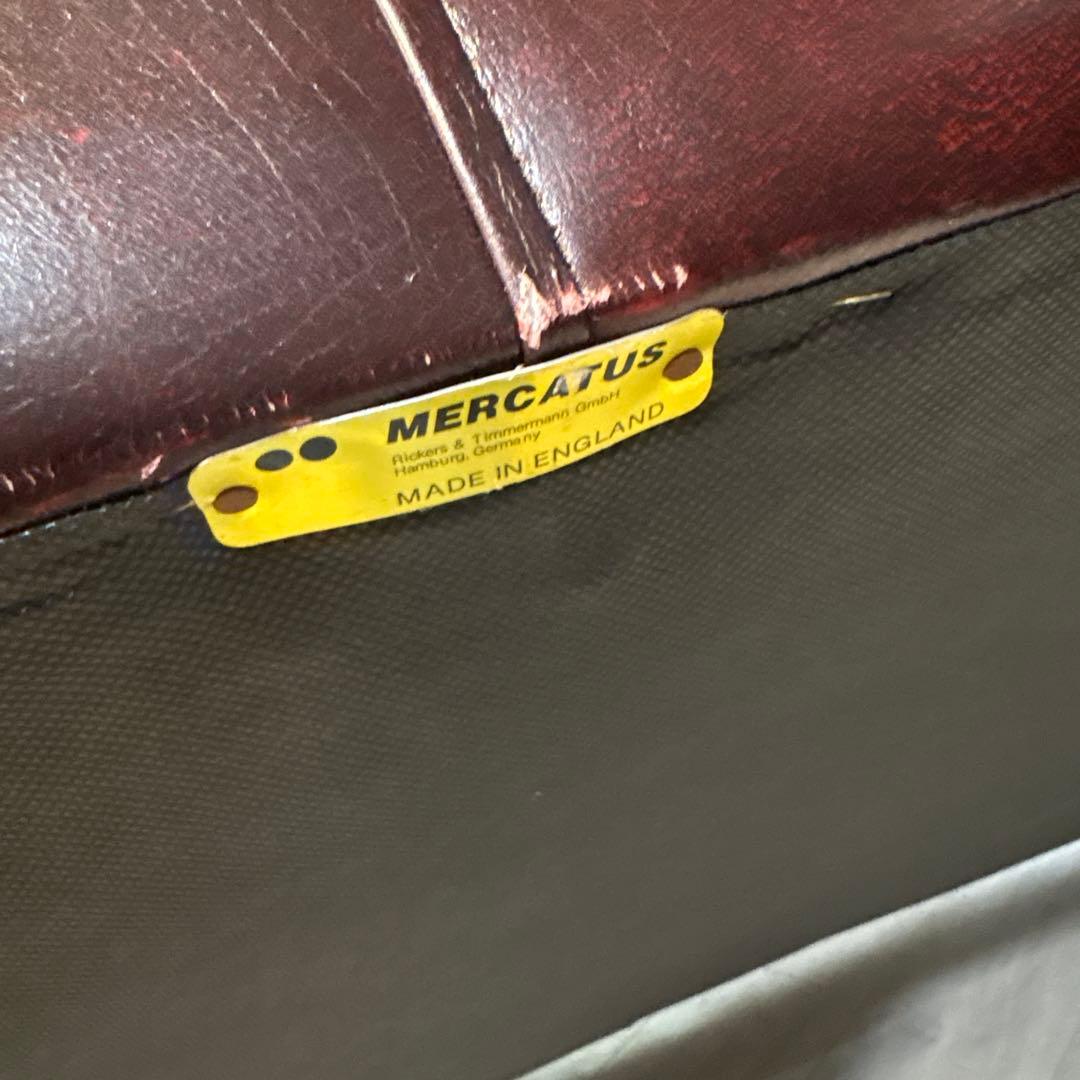 MERCATUS
Rickers & Timmermann GmbH
Hamburg, Germany
MADE IN ENGLAND